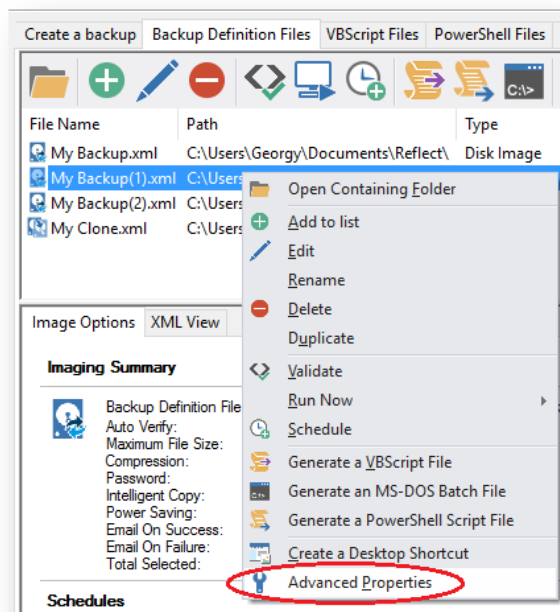 Create a backup Backup Definition Files VBScript Files PowerShell Files
C:\>
File Name Path Type
My Backup.xml C:\Users\Georgy\Documents\Reflect\ Disk Image
My Backup(1).xml C:\Users
My Backup(2).xml C:\Users
My Clone.xml C:\Users
Open Containing Folder
Add to list
Edit
Rename
Delete
Duplicate
Validate
Run Now
Schedule
Generate a VBScript File
Generate an MS-DOS Batch File
Generate a PowerShell Script File
Create a Desktop Shortcut
Advanced Properties
Image Options XML View
Imaging Summary
Backup Definition File
Auto Verify:
Maximum File Size:
Compression:
Password:
Intelligent Copy:
Power Saving:
Email On Success:
Email On Failure:
Total Selected:
Schedules